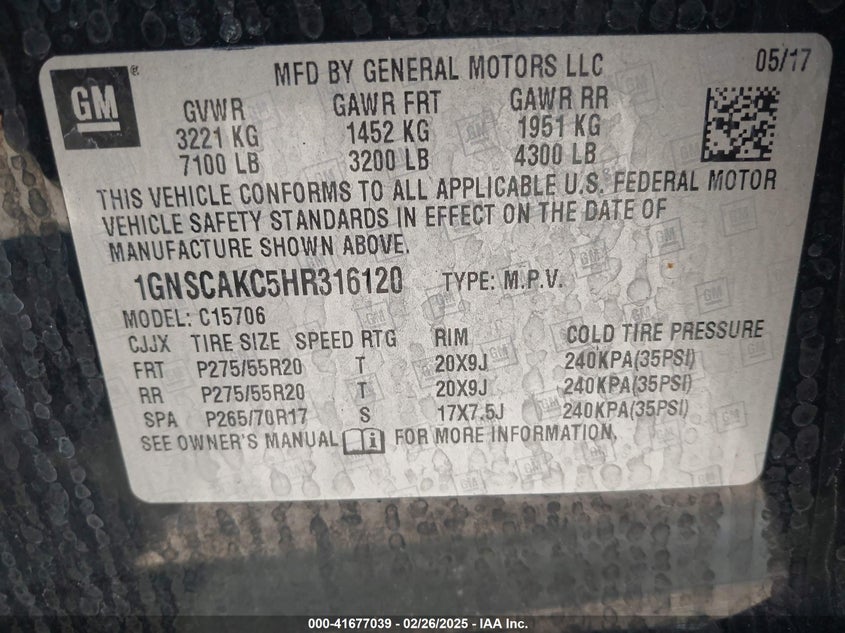 GM
MFD BY GENERAL MOTORS LLC 05/17
GVWR GAWR FRT GAWR RR
3221 KG 1452 KG 1951 KG
7100 LB 3200 LB 4300 LB
THIS VEHICLE CONFORMS TO ALL APPLICABLE U.S. FEDERAL MOTOR
VEHICLE SAFETY STANDARDS IN EFFECT ON THE DATE OF
MANUFACTURE SHOWN ABOVE.
1GNSCAKC5HR316120 TYPE: M.P.V.
MODEL: C15706
CJJX TIRE SIZE SPEED RTG RIM COLD TIRE PRESSURE
FRT P275/55R20 T 20X9J 240KPA(35PSI)
RR P275/55R20 T 20X9J 240KPA(35PSI)
SPA P265/70R17 S 17X7.5J 240KPA(35PSI)
SEE OWNER'S MANUAL FOR MORE INFORMATION.
000-41677039 - 02/26/2025 - IAA Inc.